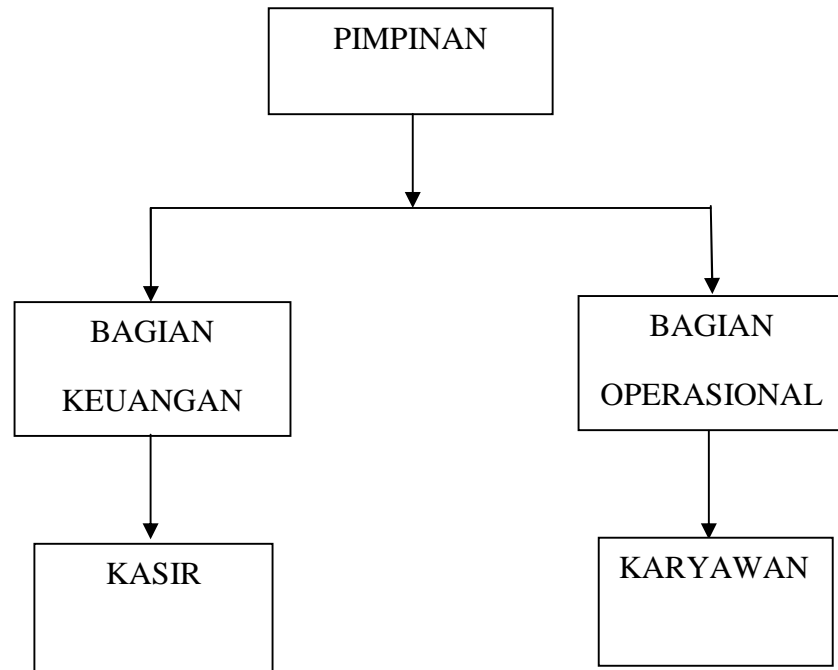 PIMPINAN
BAGIAN
KEUANGAN
BAGIAN
OPERASIONAL
KASIR
KARYAWAN